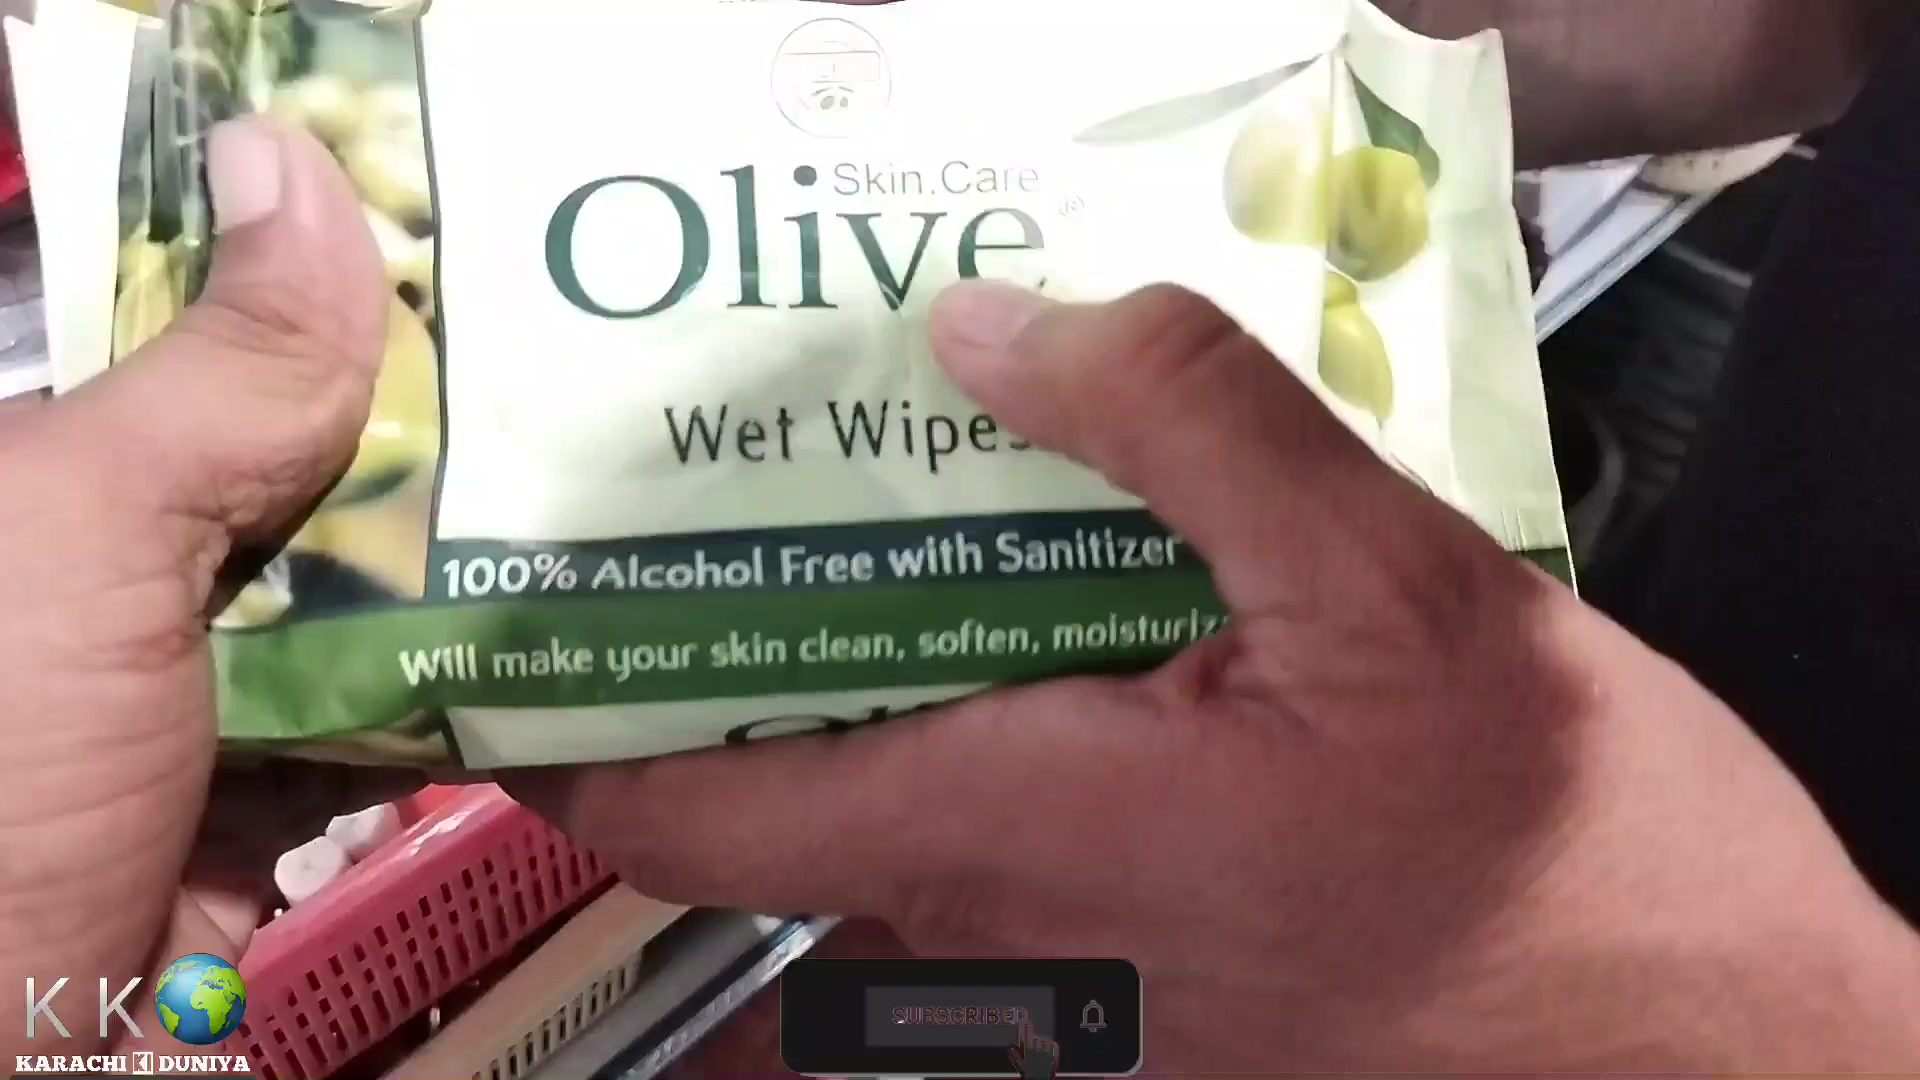 Skin.Care
Olive
Wet Wipes
100% Alcohol Free with Sanitizer
Will make your skin clean, soften, moisturiz
SUBSCRIBED
K K
KARACHI K DUNIYA